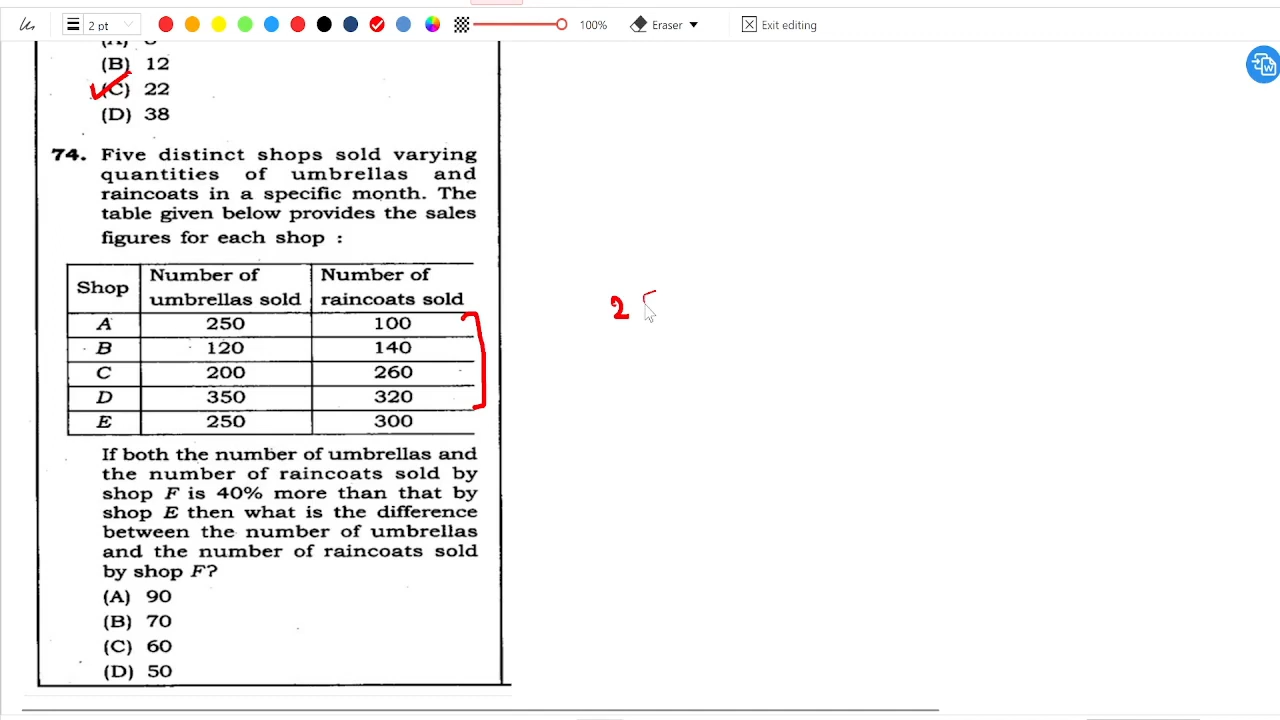 2 pt
100%
Eraser
Exit editing
(B) 12
(C) 22
(D) 38
74. Five distinct shops sold varying
quantities of umbrellas and
raincoats in a specific month. The
table given below provides the sales
figures for each shop :
Shop Number of umbrellas sold Number of raincoats sold
A 250 100
B 120 140
C 200 260
D 350 320
E 250 300
If both the number of umbrellas and
the number of raincoats sold by
shop F is 40% more than that by
shop E then what is the difference
between the number of umbrellas
and the number of raincoats sold
by shop F?
(A) 90
(B) 70
(C) 60
(D) 50
2